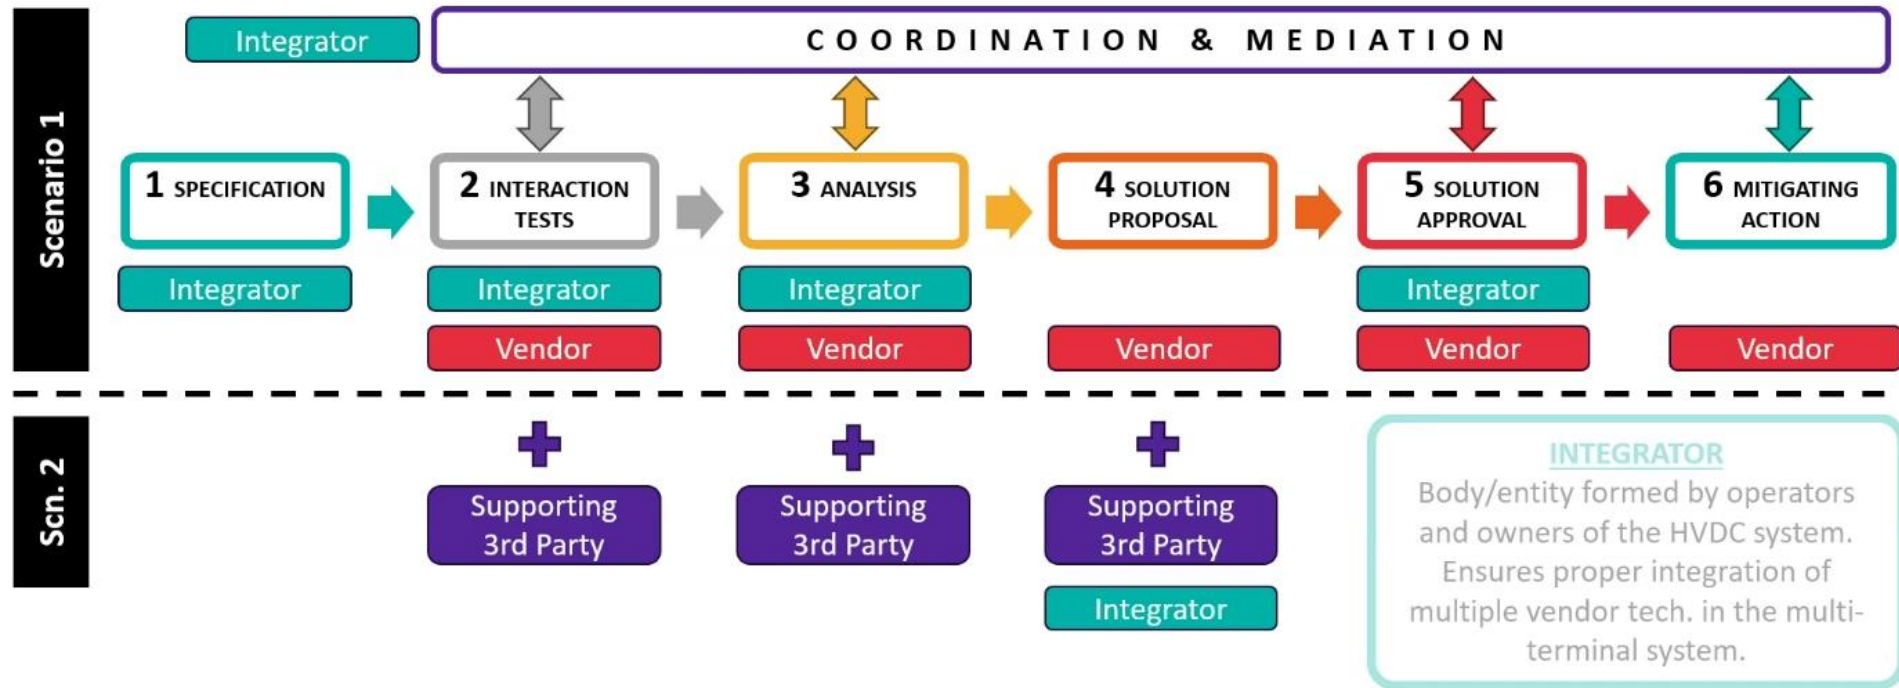 Scenario 1
Integrator
COORDINATION & MEDIATION
1 SPECIFICATION
2 INTERACTION
TESTS
3 ANALYSIS
4 SOLUTION
PROPOSAL
5 SOLUTION
APPROVAL
6 MITIGATING
ACTION
Integrator
Integrator
Integrator
Integrator
Vendor
Vendor
Vendor
Vendor
Vendor
Scn. 2
Supporting
3rd Party
Supporting
3rd Party
Supporting
3rd Party
Integrator
INTEGRATOR
Body/entity formed by operators
and owners of the HVDC system.
Ensures proper integration of
multiple vendor tech. in the multi-
terminal system.